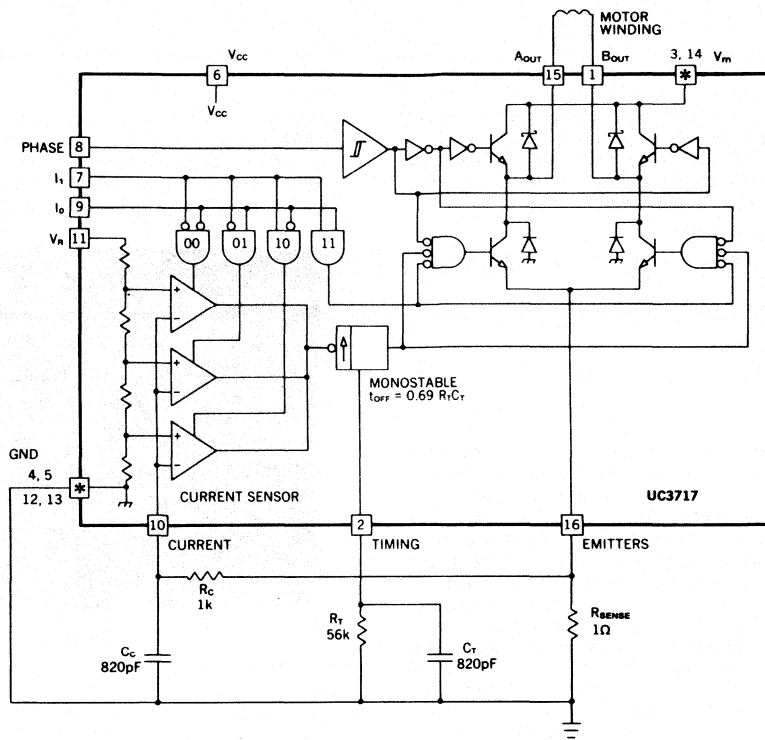 MOTOR
WINDING
VCC
AOUT
BOUT
3, 14 Vm
6
15
1
*
VCC
PHASE 8
I1 7
I0 9
VR 11
00
01
10
11
+
−
+
−
+
−
MONOSTABLE
tOFF = 0.69 RTCT
GND
4, 5
*
12, 13
CURRENT SENSOR
UC3717
10
2
16
CURRENT
TIMING
EMITTERS
RC
1k
RT
56k
RSENSE
1Ω
CC
820pF
CT
820pF